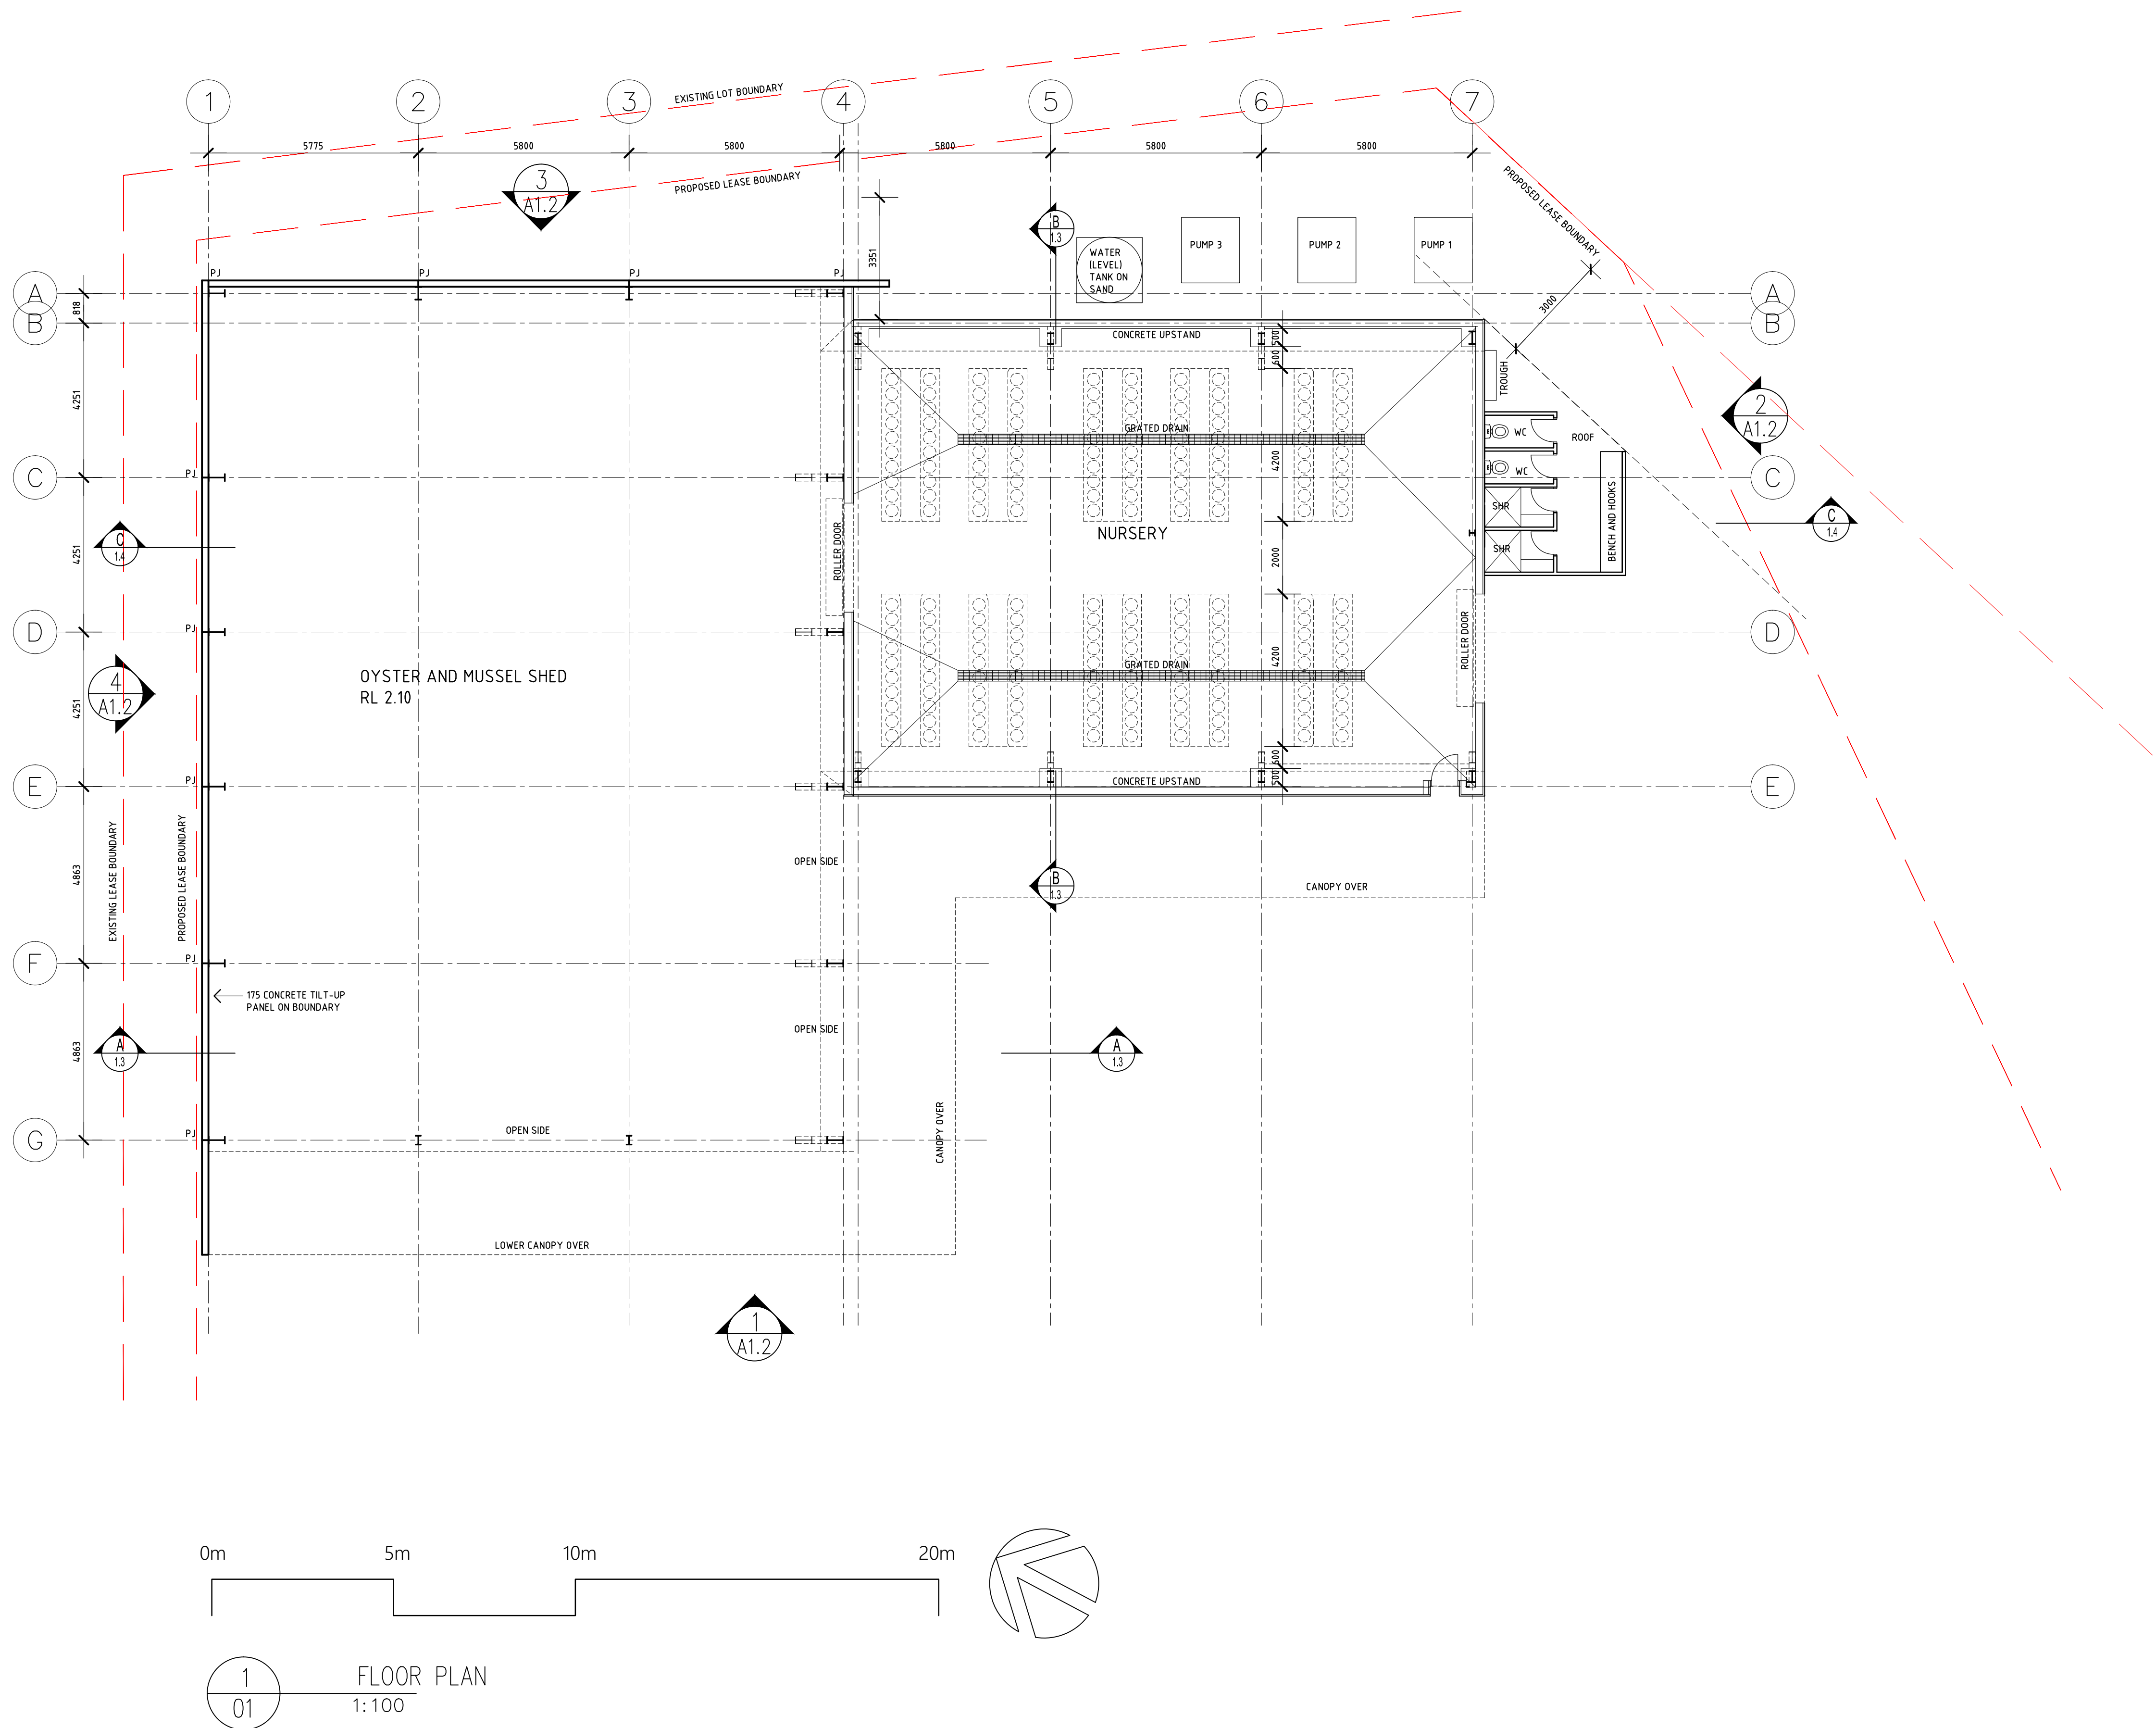 EXISTING LOT BOUNDARY
1
2
3
4
5
6
7
5775
5800
5800
5800
5800
5800
3
A1.2
PROPOSED LEASE BOUNDARY
PROPOSED LEASE BOUNDARY
B
1.3
3351
WATER
(LEVEL)
TANK ON
SAND
PUMP 3
PUMP 2
PUMP 1
3000
PJ
PJ
PJ
PJ
A
A
818
B
B
CONCRETE UPSTAND
500
600
TROUGH
4251
2
A1.2
GRATED DRAIN
WC
ROOF
4200
WC
C
PJ
C
SHR
BENCH AND HOOKS
C
1.4
NURSERY
ROLLER DOOR
C
1.4
4251
SHR
2000
D
PJ
D
ROLLER DOOR
4
A1.2
4251
OYSTER AND MUSSEL SHED
RL 2.10
GRATED DRAIN
4200
600
E
PJ
CONCRETE UPSTAND
500
E
EXISTING LEASE BOUNDARY
PROPOSED LEASE BOUNDARY
4863
OPEN SIDE
B
1.3
CANOPY OVER
F
PJ
175 CONCRETE TILT-UP
PANEL ON BOUNDARY
OPEN SIDE
A
1.3
4863
A
1.3
G
PJ
OPEN SIDE
CANOPY OVER
LOWER CANOPY OVER
1
A1.2
0m
5m
10m
20m
1
01
FLOOR PLAN
1:100